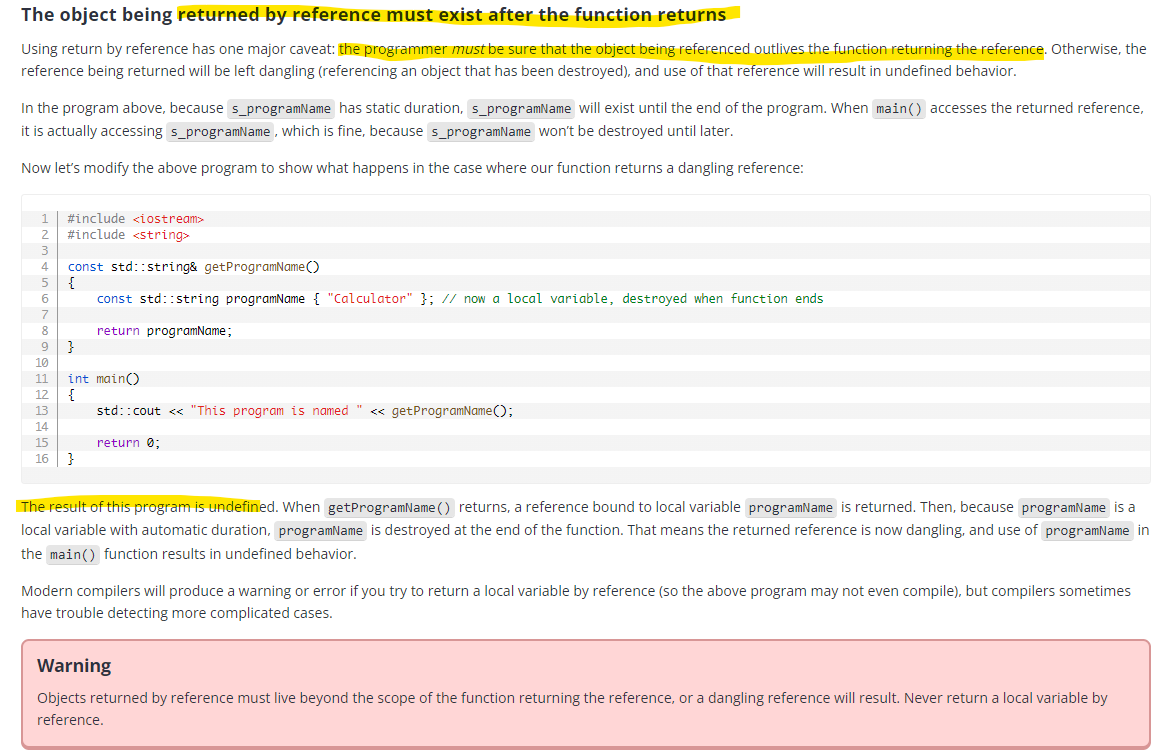 The object being returned by reference must exist after the function returns
Using return by reference has one major caveat: the programmer must be sure that the object being referenced outlives the function returning the reference. Otherwise, the
reference being returned will be left dangling (referencing an object that has been destroyed), and use of that reference will result in undefined behavior.
In the program above, because s_programName has static duration, s_programName will exist until the end of the program. When main() accesses the returned reference,
it is actually accessing s_programName, which is fine, because s_programName won't be destroyed until later.
Now let's modify the above program to show what happens in the case where our function returns a dangling reference:
1 #include <iostream>
2 #include <string>
3
4 const std::string& getProgramName()
5 {
6     const std::string programName { "Calculator" }; // now a local variable, destroyed when function ends
7
8     return programName;
9 }
10
11 int main()
12 {
13     std::cout << "This program is named " << getProgramName();
14
15     return 0;
16 }
The result of this program is undefined. When getProgramName() returns, a reference bound to local variable programName is returned. Then, because programName is a
local variable with automatic duration, programName is destroyed at the end of the function. That means the returned reference is now dangling, and use of programName in
the main() function results in undefined behavior.
Modern compilers will produce a warning or error if you try to return a local variable by reference (so the above program may not even compile), but compilers sometimes
have trouble detecting more complicated cases.
Warning
Objects returned by reference must live beyond the scope of the function returning the reference, or a dangling reference will result. Never return a local variable by
reference.